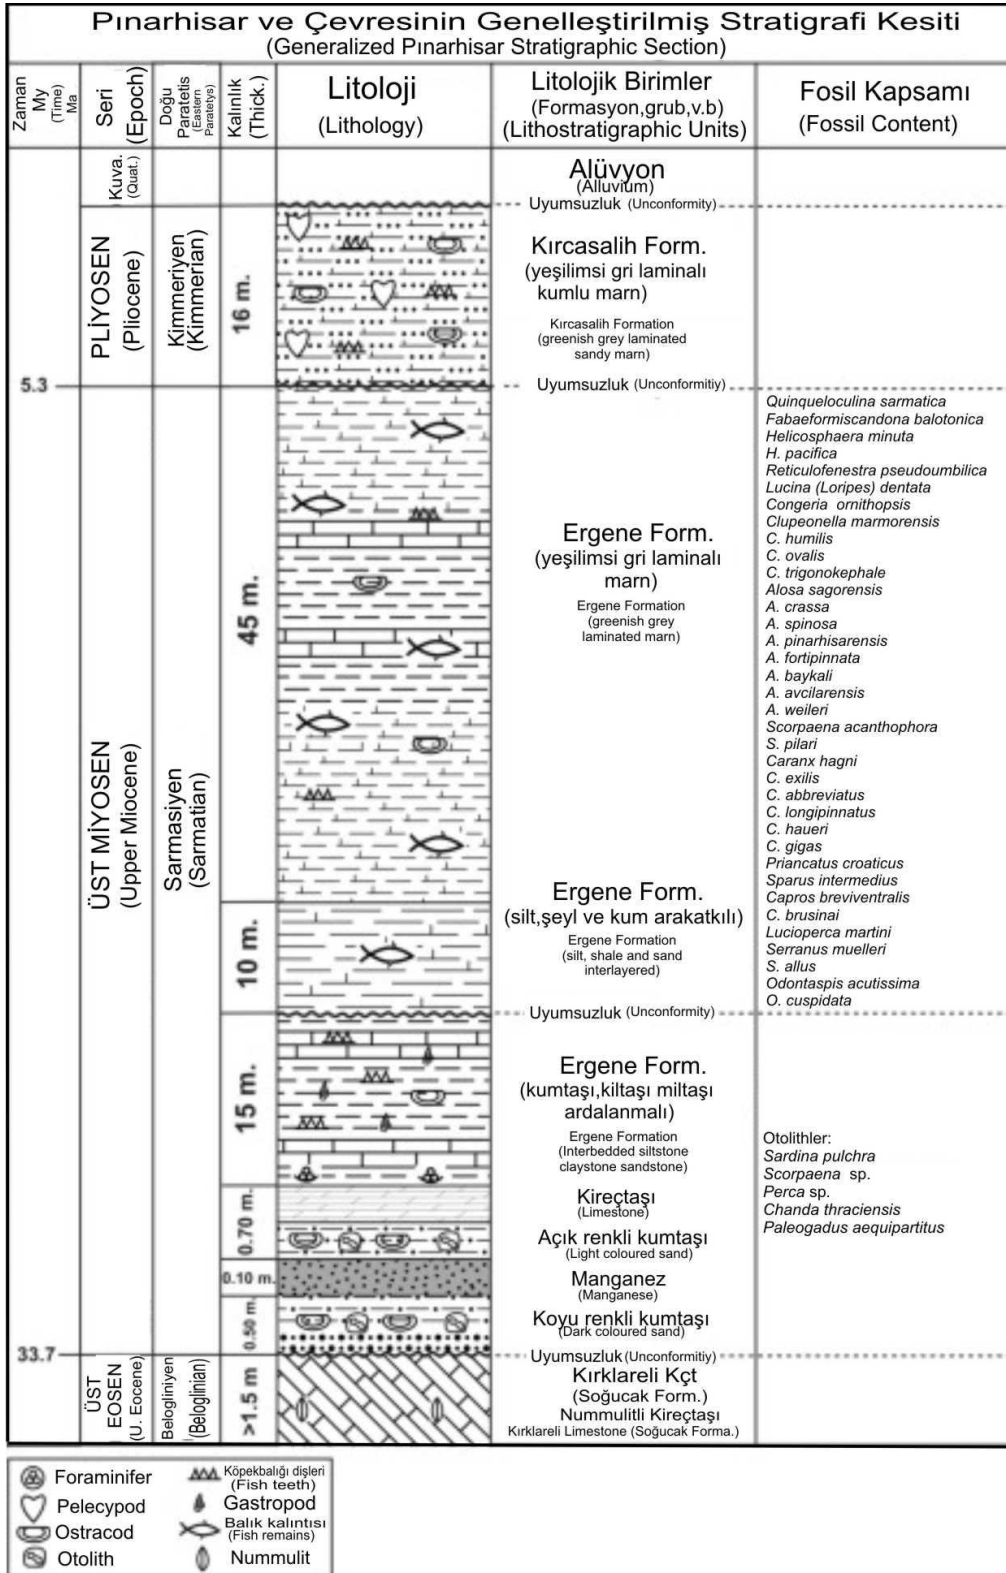 Pınarhisar ve Çevresinin Genelleştirilmiş Stratigrafi Kesiti
(Generalized Pınarhisar Stratigraphic Section)
Zaman
My
(Time)
Ma
Seri
(Epoch)
Doğu
Paratetis
(Eastern
Paratetys)
Kalınlık
(Thick.)
Litoloji
(Lithology)
Litolojik Birimler
(Formasyon,grub,v.b)
(Lithostratigraphic Units)
Fosil Kapsamı
(Fossil Content)
Kuva.
(Quat.)
Alüvyon
(Alluvium)
Uyumsuzluk (Unconformity)
PLİYOSEN
(Pliocene)
Kimmeriyen
(Kimmerian)
16 m.
Kırcasalih Form.
(yeşilimsi gri laminalı
kumlu marn)
Kırcasalih Formation
(greenish grey laminated
sandy marn)
5.3
Uyumsuzluk (Unconformitiy)
ÜST MİYOSEN
(Upper Miocene)
Sarmasiyen
(Sarmatian)
45 m.
Ergene Form.
(yeşilimsi gri laminalı
marn)
Ergene Formation
(greenish grey
laminated marn)
Quinqueloculina sarmatica
Fabaeformiscandona balotonica
Helicosphaera minuta
H. pacifica
Reticulofenestra pseudoumbilica
Lucina (Loripes) dentata
Congeria ornithopsis
Clupeonella marmorensis
C. humilis
C. ovalis
C. trigonokephale
Alosa sagorensis
A. crassa
A. spinosa
A. pinarhisarensis
A. fortipinnata
A. baykali
A. avcilarensis
A. weileri
Scorpaena acanthophora
S. pilari
Caranx hagni
C. exilis
C. abbreviatus
C. longipinnatus
C. haueri
C. gigas
Priancatus croaticus
Sparus intermedius
Capros breviventralis
C. brusinai
Lucioperca martini
Serranus muelleri
S. allus
Odontaspis acutissima
O. cuspidata
10 m.
Ergene Form.
(silt,şeyl ve kum arakatkılı)
Ergene Formation
(silt, shale and sand
interlayered)
Uyumsuzluk (Unconformity)
15 m.
Ergene Form.
(kumtaşı,kiltaşı miltaşı
ardalanmalı)
Ergene Formation
(Interbedded siltstone
claystone sandstone)
Otolithler:
Sardina pulchra
Scorpaena sp.
Perca sp.
Chanda thraciensis
Paleogadus aequipartitus
0.70 m.
Kireçtaşı
(Limestone)
Açık renkli kumtaşı
(Light coloured sand)
0.10 m.
Manganez
(Manganese)
0.50 m.
Koyu renkli kumtaşı
(Dark coloured sand)
33.7
Uyumsuzluk (Unconformitiy)
ÜST
EOSEN
(U. Eocene)
Belogliniyen
(Beloglinian)
>1.5 m
Kırklareli Kçt
(Soğucak Form.)
Nummulitli Kireçtaşı
Kırklareli Limestone (Soğucak Forma.)
Foraminifer
Köpekbalığı dişleri
(Fish teeth)
Pelecypod
Gastropod
Ostracod
Balık kalıntısı
(Fish remains)
Otolith
Nummulit